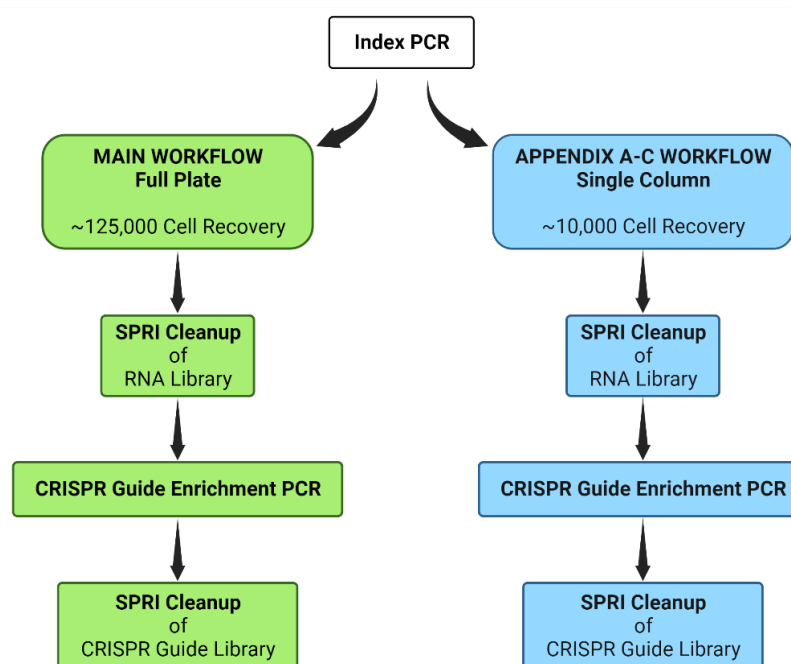 Index PCR
MAIN WORKFLOW
Full Plate
~125,000 Cell Recovery
SPRI Cleanup
of
RNA Library
CRISPR Guide Enrichment PCR
SPRI Cleanup
of
CRISPR Guide Library
APPENDIX A-C WORKFLOW
Single Column
~10,000 Cell Recovery
SPRI Cleanup
of
RNA Library
CRISPR Guide Enrichment PCR
SPRI Cleanup
of
CRISPR Guide Library